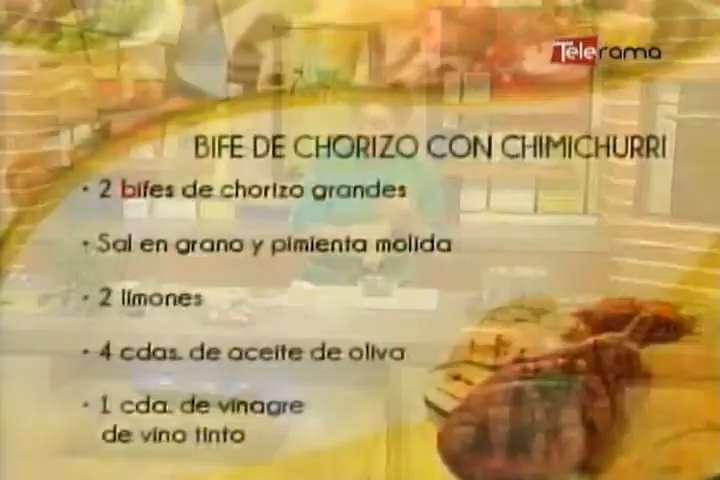 Telerama
BIFE DE CHORIZO CON CHIMICHURRI
· 2 bifes de chorizo grandes
· Sal en grano y pimienta molida
· 2 limones
· 4 cdas. de aceite de oliva
· 1 cda. de vinagre
de vino tinto